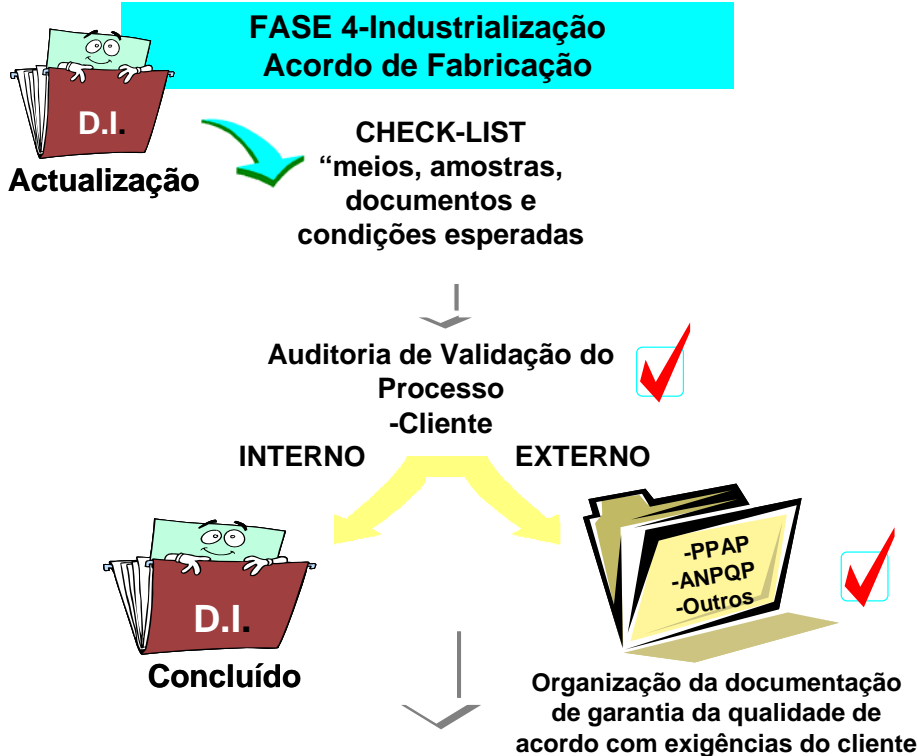 FASE 4-Industrialização
Acordo de Fabricação
D.I.
Actualização
CHECK-LIST
“meios, amostras,
documentos e
condições esperadas
Auditoria de Validação do
Processo
-Cliente
INTERNO
EXTERNO
D.I.
Concluído
-PPAP
-ANPQP
-Outros
Organização da documentação
de garantia da qualidade de
acordo com exigências do cliente